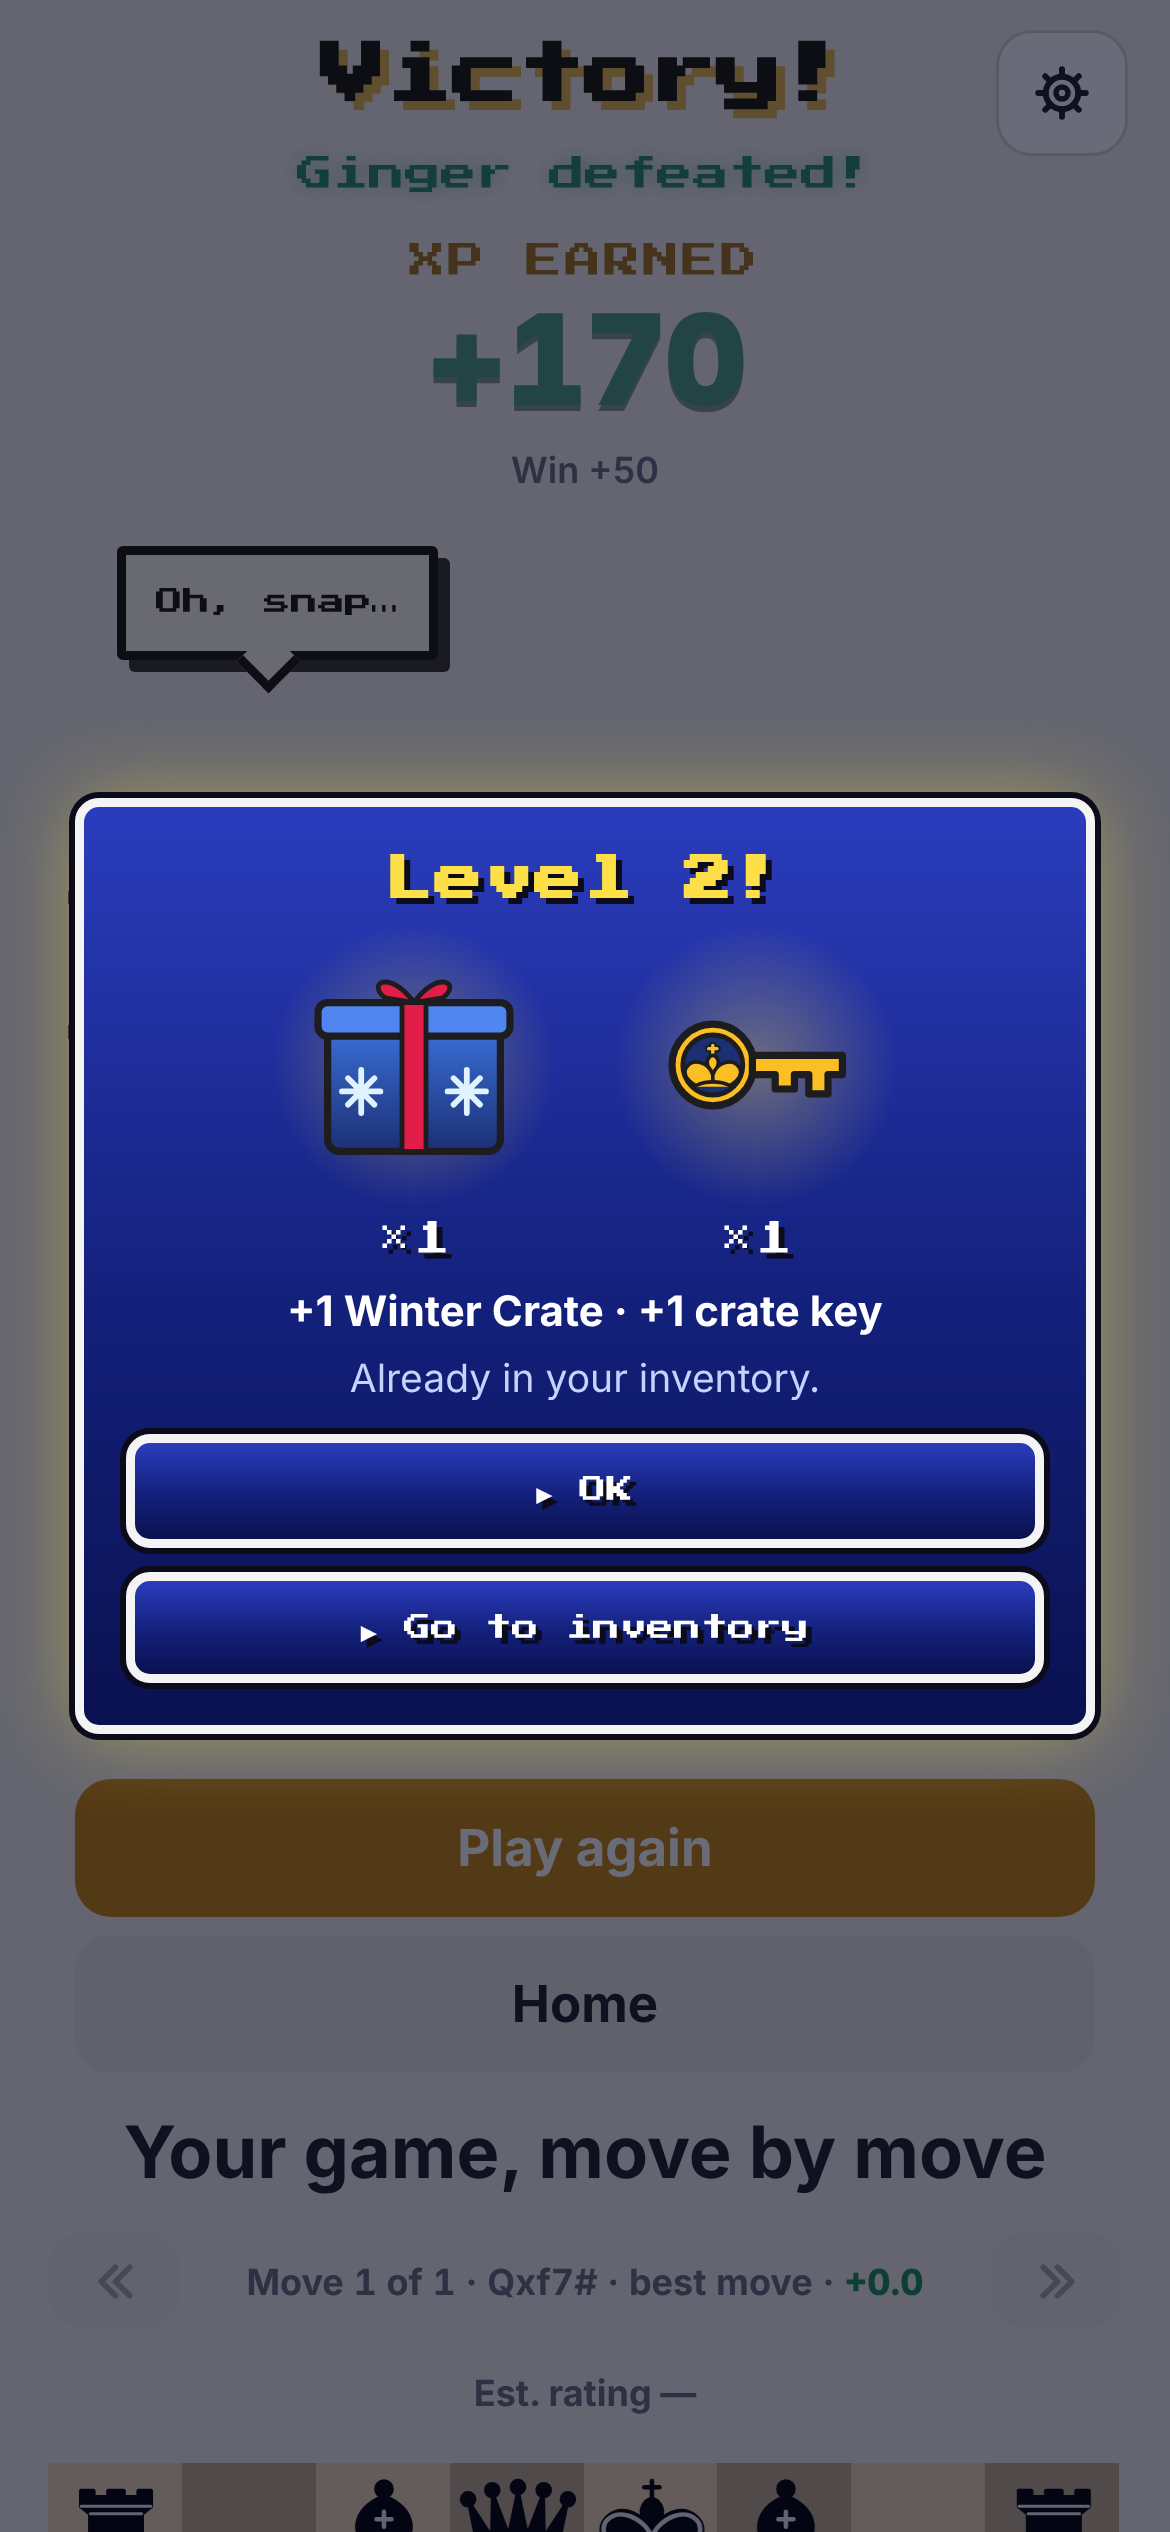 Victory!
Ginger defeated!
XP EARNED
+170
Win +50
Oh, snap…
Level 2!
×1 ×1
+1 Winter Crate · +1 crate key
Already in your inventory.
▶ OK
▶ Go to inventory
Play again
Home
Your game, move by move
Move 1 of 1 · Qxf7# · best move · +0.0
Est. rating —